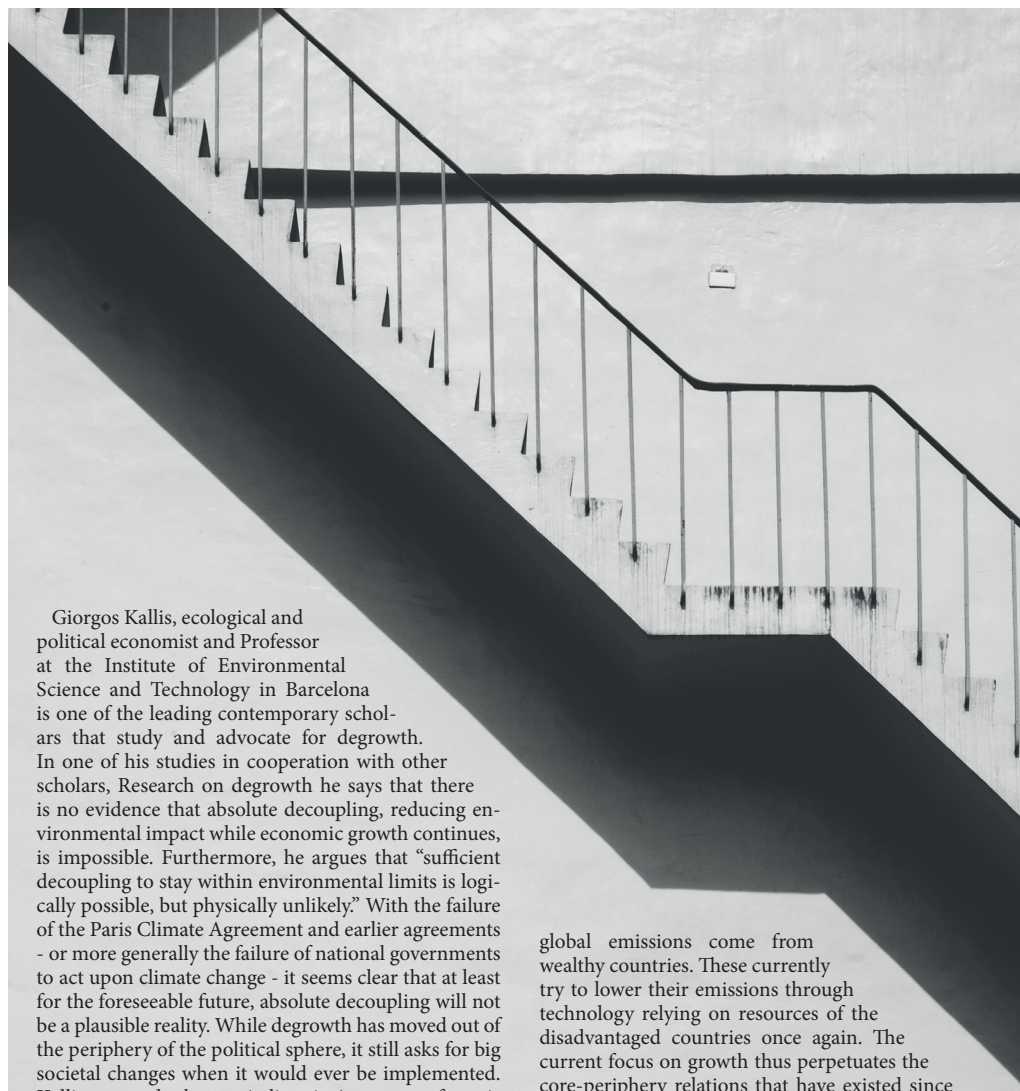 Giorgos Kallis, ecological and
political economist and Professor
at the Institute of Environmental
Science and Technology in Barcelona
is one of the leading contemporary schol-
ars that study and advocate for degrowth.
In one of his studies in cooperation with other
scholars, Research on degrowth he says that there
is no evidence that absolute decoupling, reducing en-
vironmental impact while economic growth continues,
is impossible. Furthermore, he argues that “sufficient
decoupling to stay within environmental limits is logi-
cally possible, but physically unlikely.” With the failure
of the Paris Climate Agreement and earlier agreements
- or more generally the failure of national governments
to act upon climate change - it seems clear that at least
for the foreseeable future, absolute decoupling will not
be a plausible reality. While degrowth has moved out of
the periphery of the political sphere, it still asks for big
societal changes when it would ever be implemented.
global emissions come from
wealthy countries. These currently
try to lower their emissions through
technology relying on resources of the
disadvantaged countries once again. The
current focus on growth thus perpetuates the
core-periphery relations that have existed since